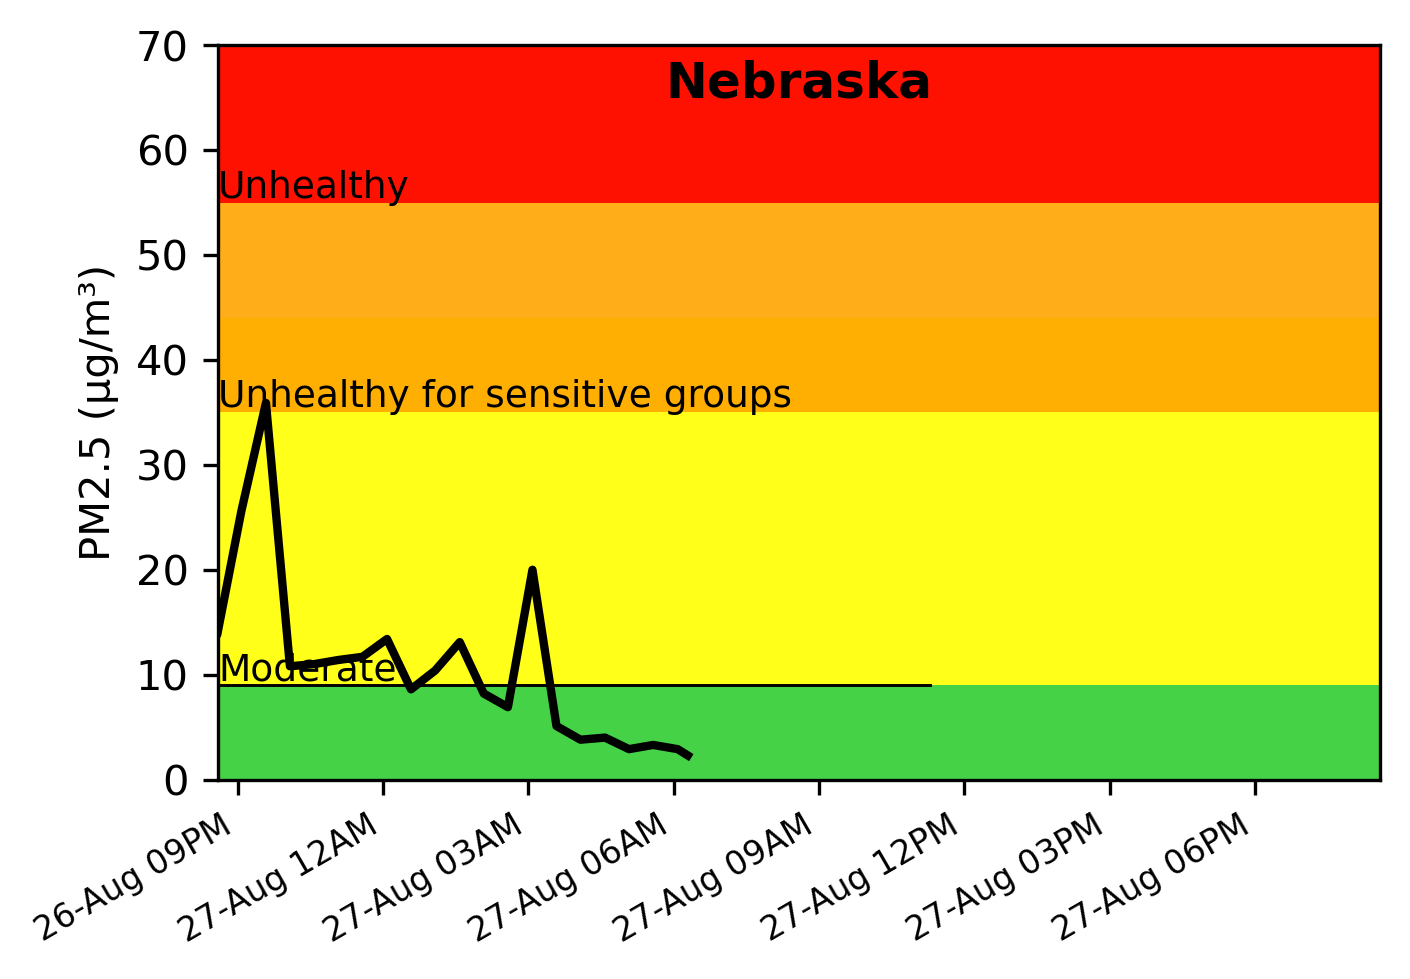 Nebraska
PM2.5 (µg/m³)
70
60
Unhealthy
50
40
Unhealthy for sensitive groups
30
20
10
Moderate
0
26-Aug 09PM
27-Aug 12AM
27-Aug 03AM
27-Aug 06AM
27-Aug 09AM
27-Aug 12PM
27-Aug 03PM
27-Aug 06PM